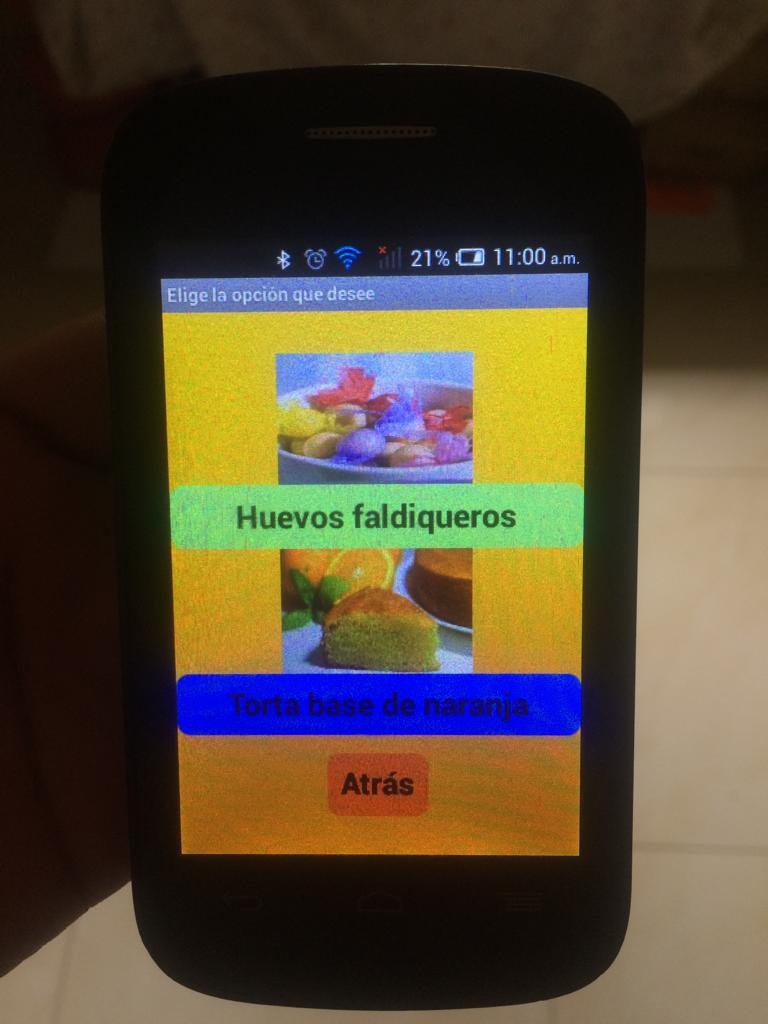 21% 11:00 a.m.
Elige la opción que desee
Huevos faldiqueros
Torta base de naranja
Atrás